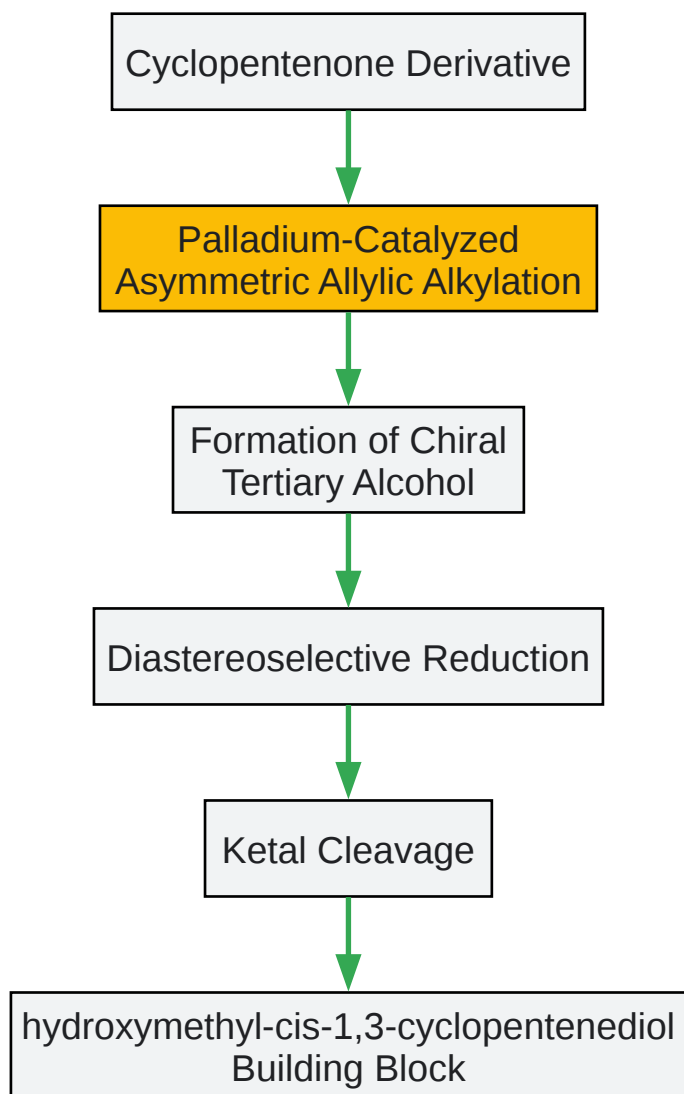 Cyclopentenone Derivative
Palladium-Catalyzed
Asymmetric Allylic Alkylation
Formation of Chiral
Tertiary Alcohol
Diastereoselective Reduction
Ketal Cleavage
hydroxymethyl-cis-1,3-cyclopentenediol
Building Block